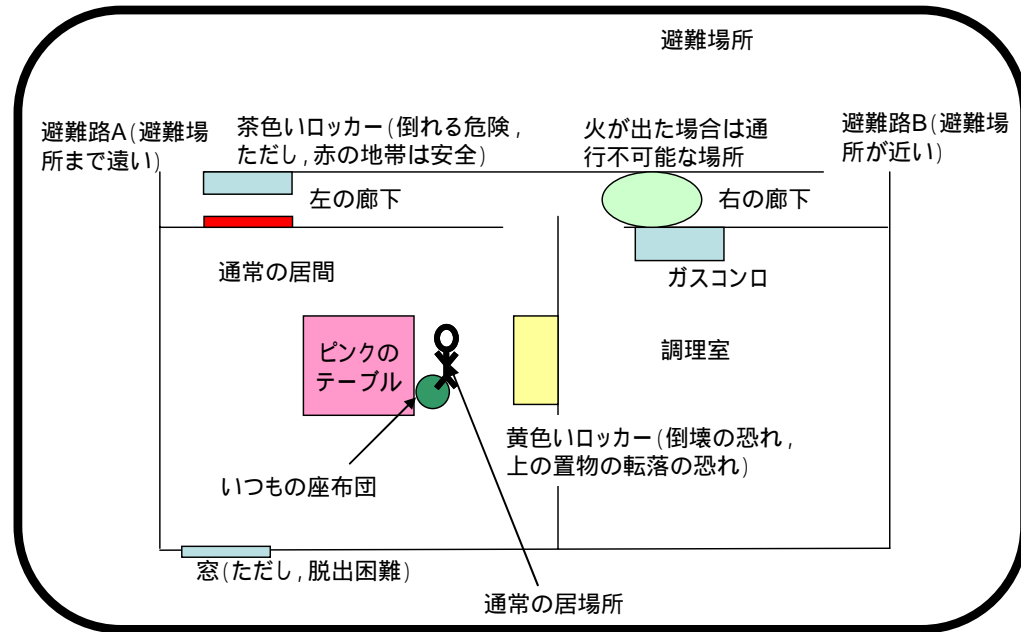 避難場所
避難路A(避難場
所まで遠い)
茶色いロッカー(倒れる危険,
ただし,赤の地帯は安全)
火が出た場合は通
行不可能な場所
避難路B(避難場
所が近い)
左の廊下
右の廊下
通常の居間
ガスコンロ
ピンクの
テーブル
調理室
黄色いロッカー(倒壊の恐れ,
上の置物の転落の恐れ)
いつもの座布団
窓(ただし,脱出困難)
通常の居場所